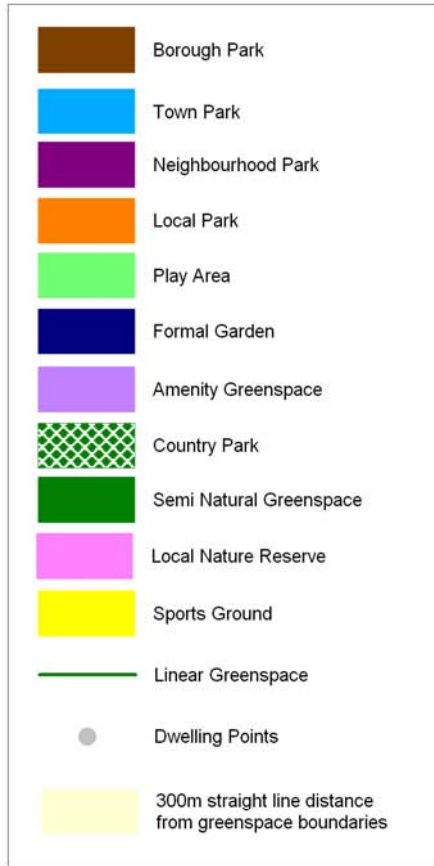 Borough Park
Town Park
Neighbourhood Park
Local Park
Play Area
Formal Garden
Amenity Greenspace
Country Park
Semi Natural Greenspace
Local Nature Reserve
Sports Ground
Linear Greenspace
Dwelling Points
300m straight line distance
from greenspace boundaries